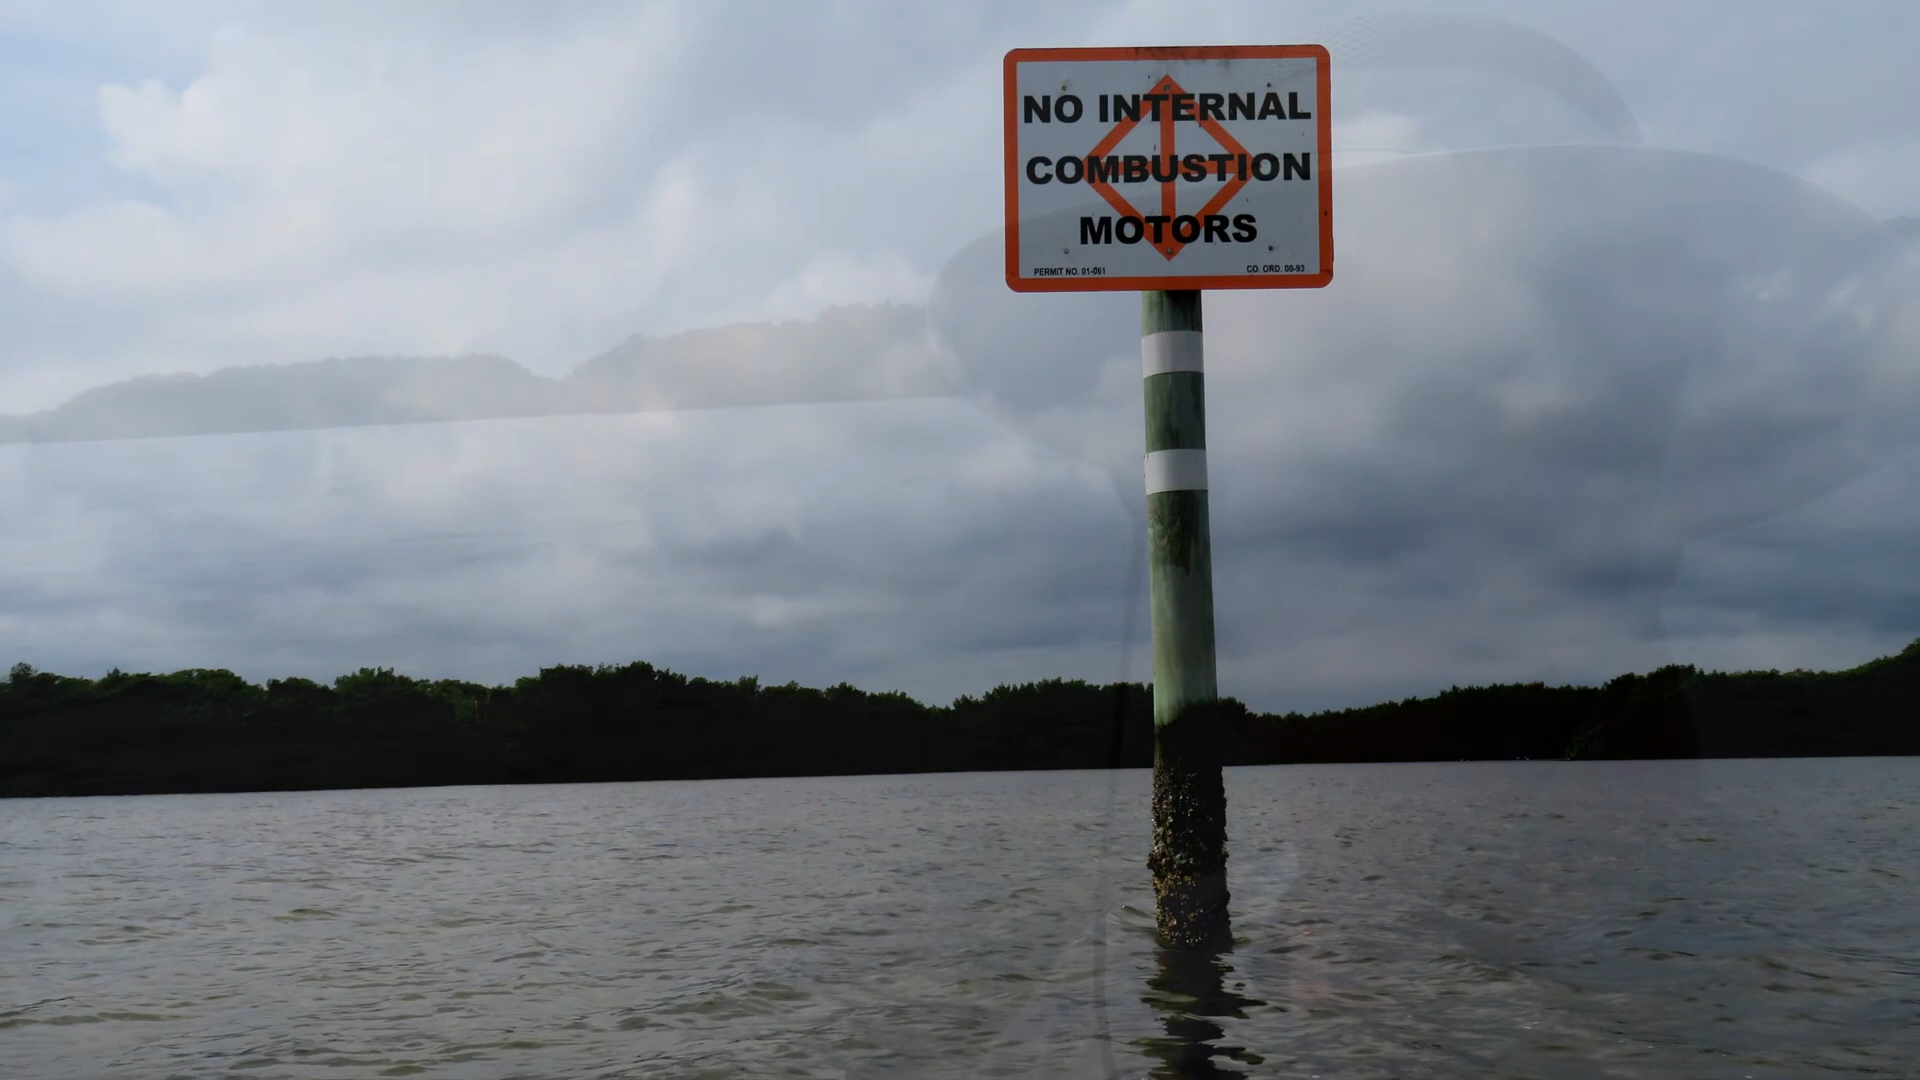 NO INTERNAL
COMBUSTION
MOTORS
PERMIT NO. 01-061 CO. ORD. 00-93